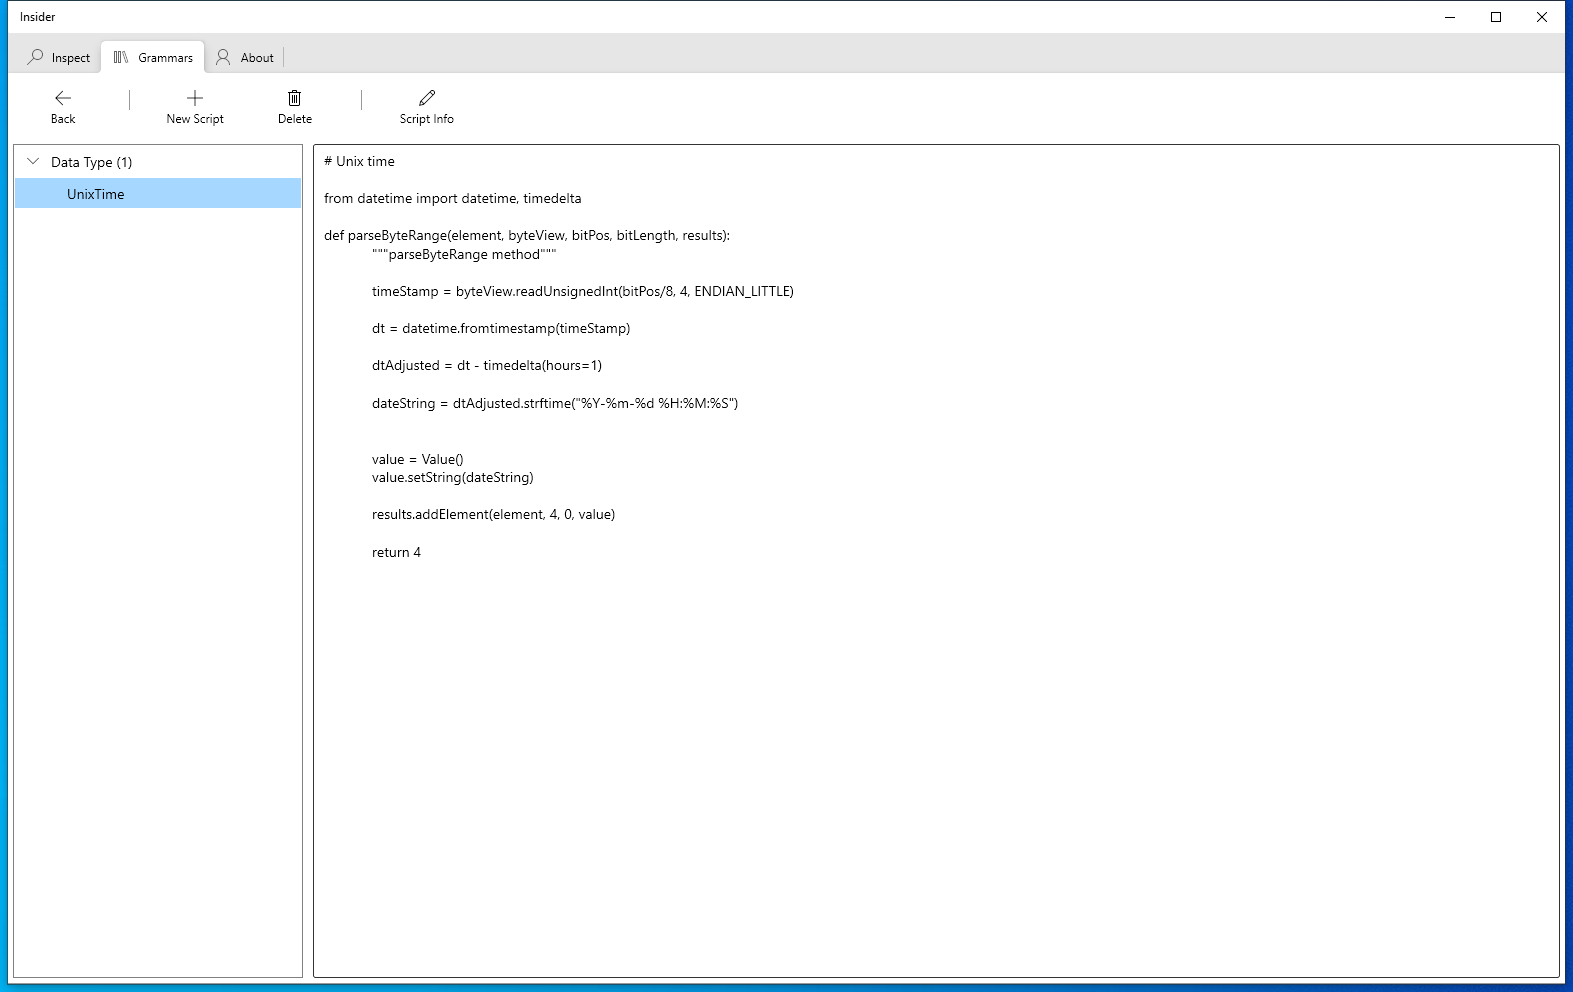 Insider
Inspect
Grammars
About
Back
New Script
Delete
Script Info
Data Type (1)
UnixTime
# Unix time
from datetime import datetime, timedelta
def parseByteRange(element, byteView, bitPos, bitLength, results):
"""parseByteRange method"""
timeStamp = byteView.readUnsignedInt(bitPos/8, 4, ENDIAN_LITTLE)
dt = datetime.fromtimestamp(timeStamp)
dtAdjusted = dt - timedelta(hours=1)
dateString = dtAdjusted.strftime("%Y-%m-%d %H:%M:%S")
value = Value()
value.setString(dateString)
results.addElement(element, 4, 0, value)
return 4